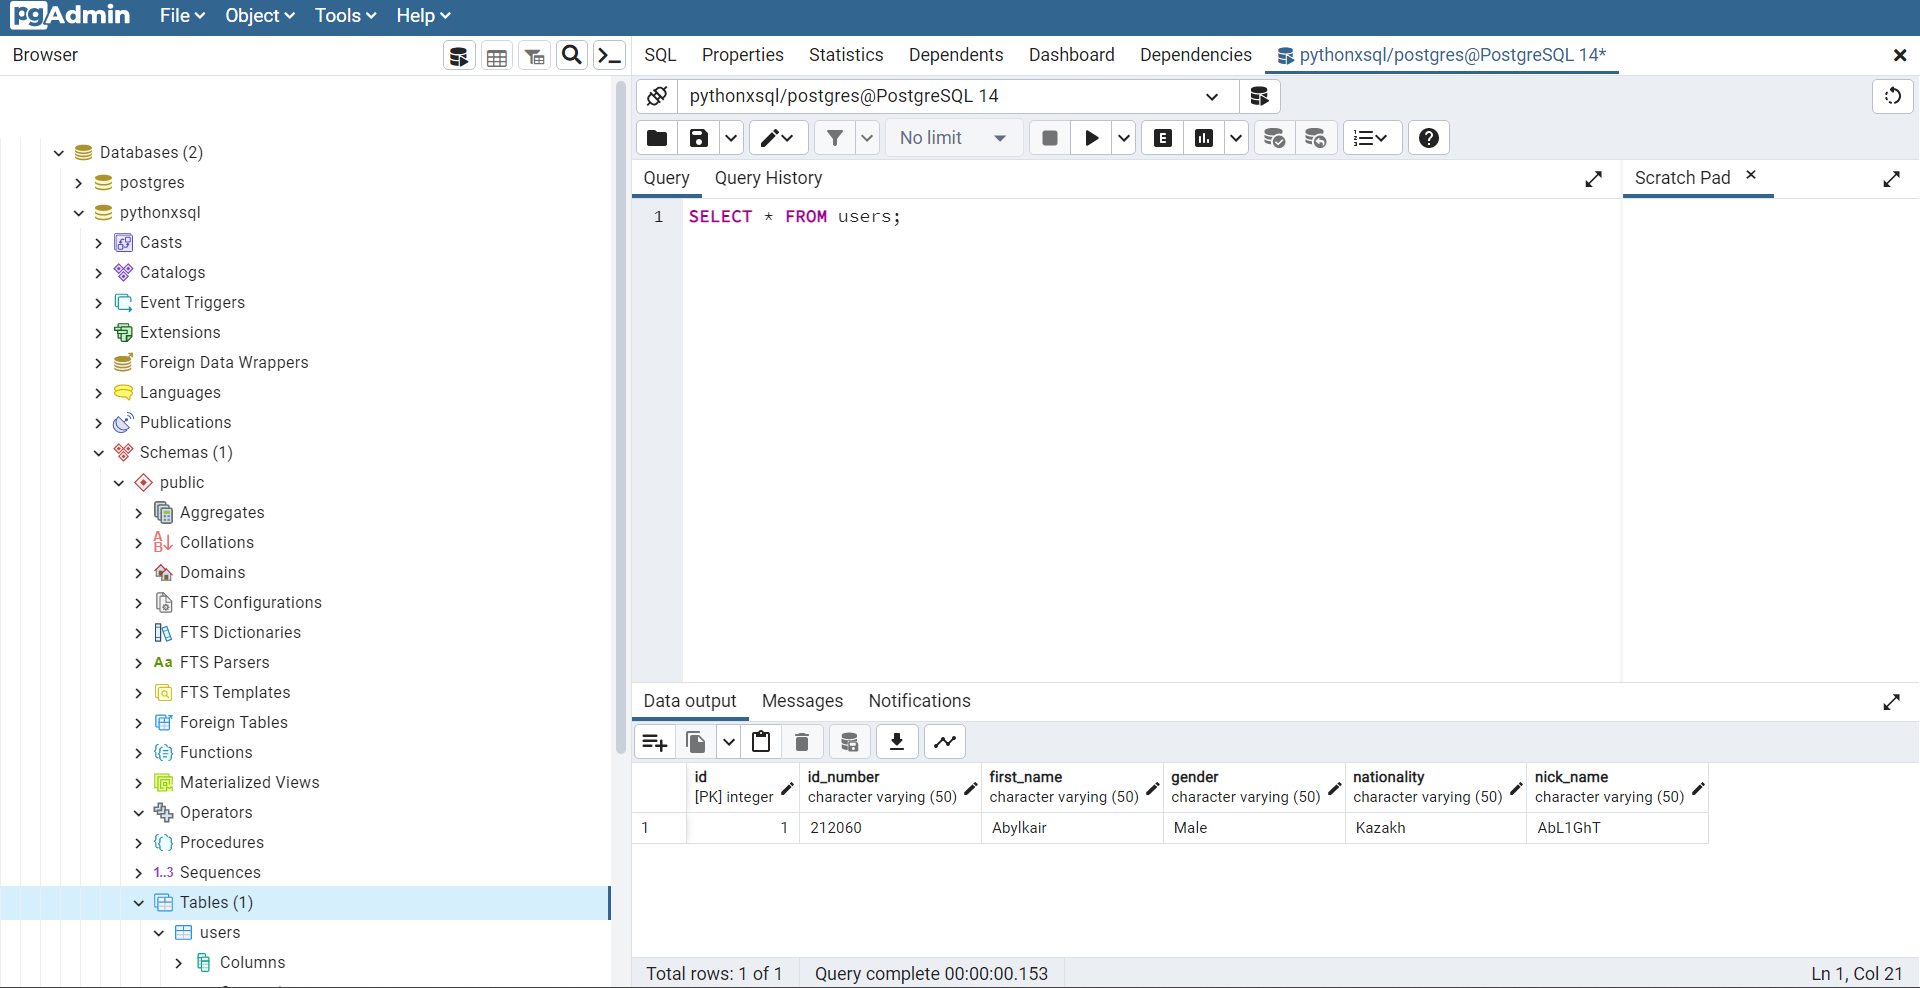 pgAdmin File Object Tools Help
Browser
SQL Properties Statistics Dependents Dashboard Dependencies pythonxsql/postgres@PostgreSQL 14*
pythonxsql/postgres@PostgreSQL 14
No limit E
Query Query History Scratch Pad
1 SELECT * FROM users;
Databases (2)
postgres
pythonxsql
Casts
Catalogs
Event Triggers
Extensions
Foreign Data Wrappers
Languages
Publications
Schemas (1)
public
Aggregates
Collations
Domains
FTS Configurations
FTS Dictionaries
Aa FTS Parsers
FTS Templates
Foreign Tables
Functions
Materialized Views
Operators
Procedures
1..3 Sequences
Tables (1)
users
Columns
Data output Messages Notifications
id id_number first_name gender nationality nick_name
[PK] integer character varying (50) character varying (50) character varying (50) character varying (50) character varying (50)
1 1 212060 Abylkair Male Kazakh AbL1GhT
Total rows: 1 of 1 Query complete 00:00:00.153 Ln 1, Col 21